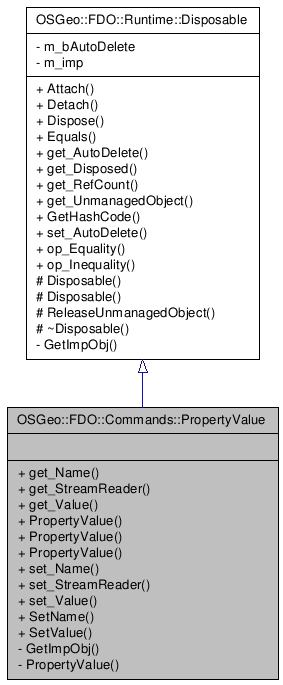 OSGeo::FDO::Runtime::Disposable
- m_bAutoDelete
- m_imp
+ Attach()
+ Detach()
+ Dispose()
+ Equals()
+ get_AutoDelete()
+ get_Disposed()
+ get_RefCount()
+ get_UnmanagedObject()
+ GetHashCode()
+ set_AutoDelete()
+ op_Equality()
+ op_Inequality()
# Disposable()
# Disposable()
# ReleaseUnmanagedObject()
# ~Disposable()
- GetImpObj()
OSGeo::FDO::Commands::PropertyValue
+ get_Name()
+ get_StreamReader()
+ get_Value()
+ PropertyValue()
+ PropertyValue()
+ PropertyValue()
+ set_Name()
+ set_StreamReader()
+ set_Value()
+ SetName()
+ SetValue()
- GetImpObj()
- PropertyValue()